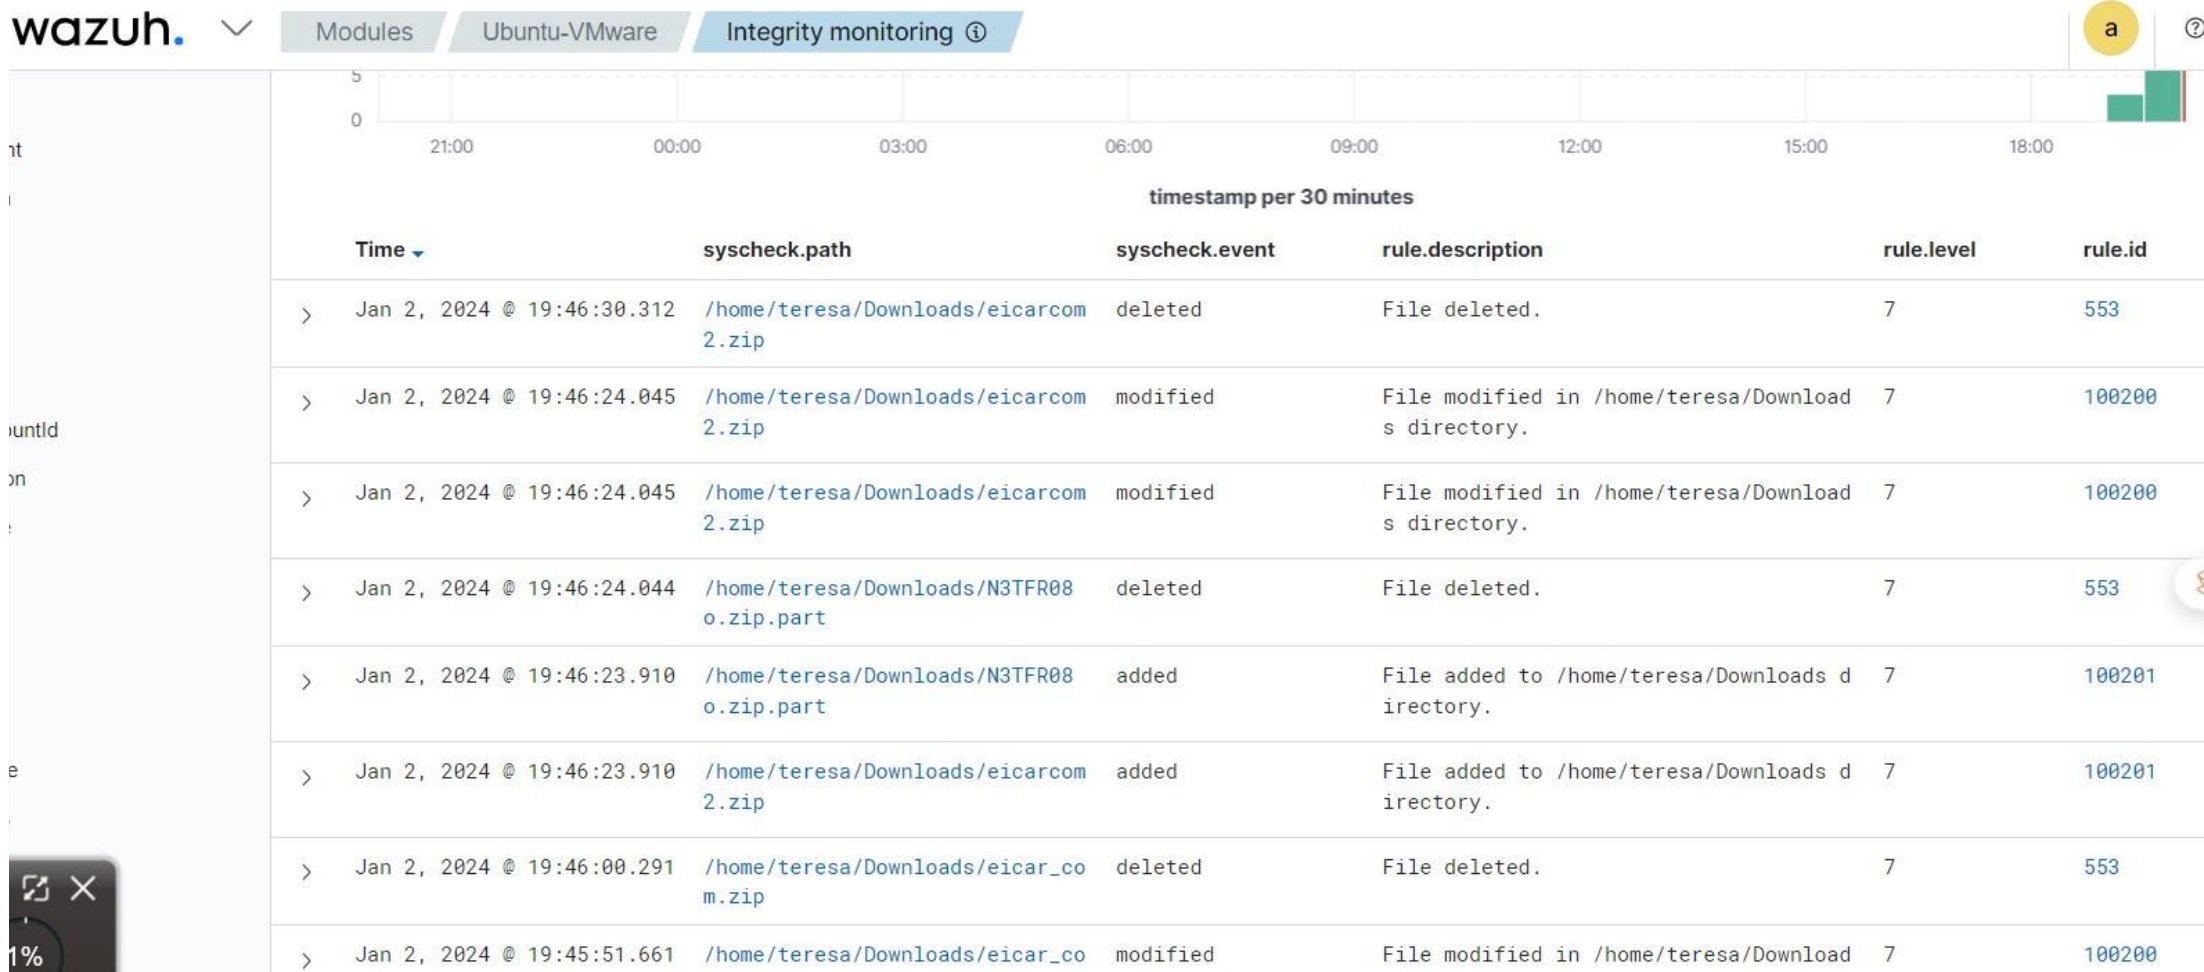 wazuh.
Modules
Ubuntu-VMware
Integrity monitoring
a
5
0
21:00
00:00
03:00
06:00
09:00
12:00
15:00
18:00
timestamp per 30 minutes
Time
syscheck.path
syscheck.event
rule.description
rule.level
rule.id
Jan 2, 2024 @ 19:46:30.312 /home/teresa/Downloads/eicarcom deleted File deleted. 7 553
2.zip
Jan 2, 2024 @ 19:46:24.045 /home/teresa/Downloads/eicarcom modified File modified in /home/teresa/Download 7 100200
2.zip s directory.
Jan 2, 2024 @ 19:46:24.045 /home/teresa/Downloads/eicarcom modified File modified in /home/teresa/Download 7 100200
2.zip s directory.
Jan 2, 2024 @ 19:46:24.044 /home/teresa/Downloads/N3TFR08 deleted File deleted. 7 553
o.zip.part
Jan 2, 2024 @ 19:46:23.910 /home/teresa/Downloads/N3TFR08 added File added to /home/teresa/Downloads d 7 100201
o.zip.part irectory.
Jan 2, 2024 @ 19:46:23.910 /home/teresa/Downloads/eicarcom added File added to /home/teresa/Downloads d 7 100201
2.zip irectory.
Jan 2, 2024 @ 19:46:00.291 /home/teresa/Downloads/eicar_co deleted File deleted. 7 553
m.zip
Jan 2, 2024 @ 19:45:51.661 /home/teresa/Downloads/eicar_co modified File modified in /home/teresa/Download 7 100200
ountId
on
1%